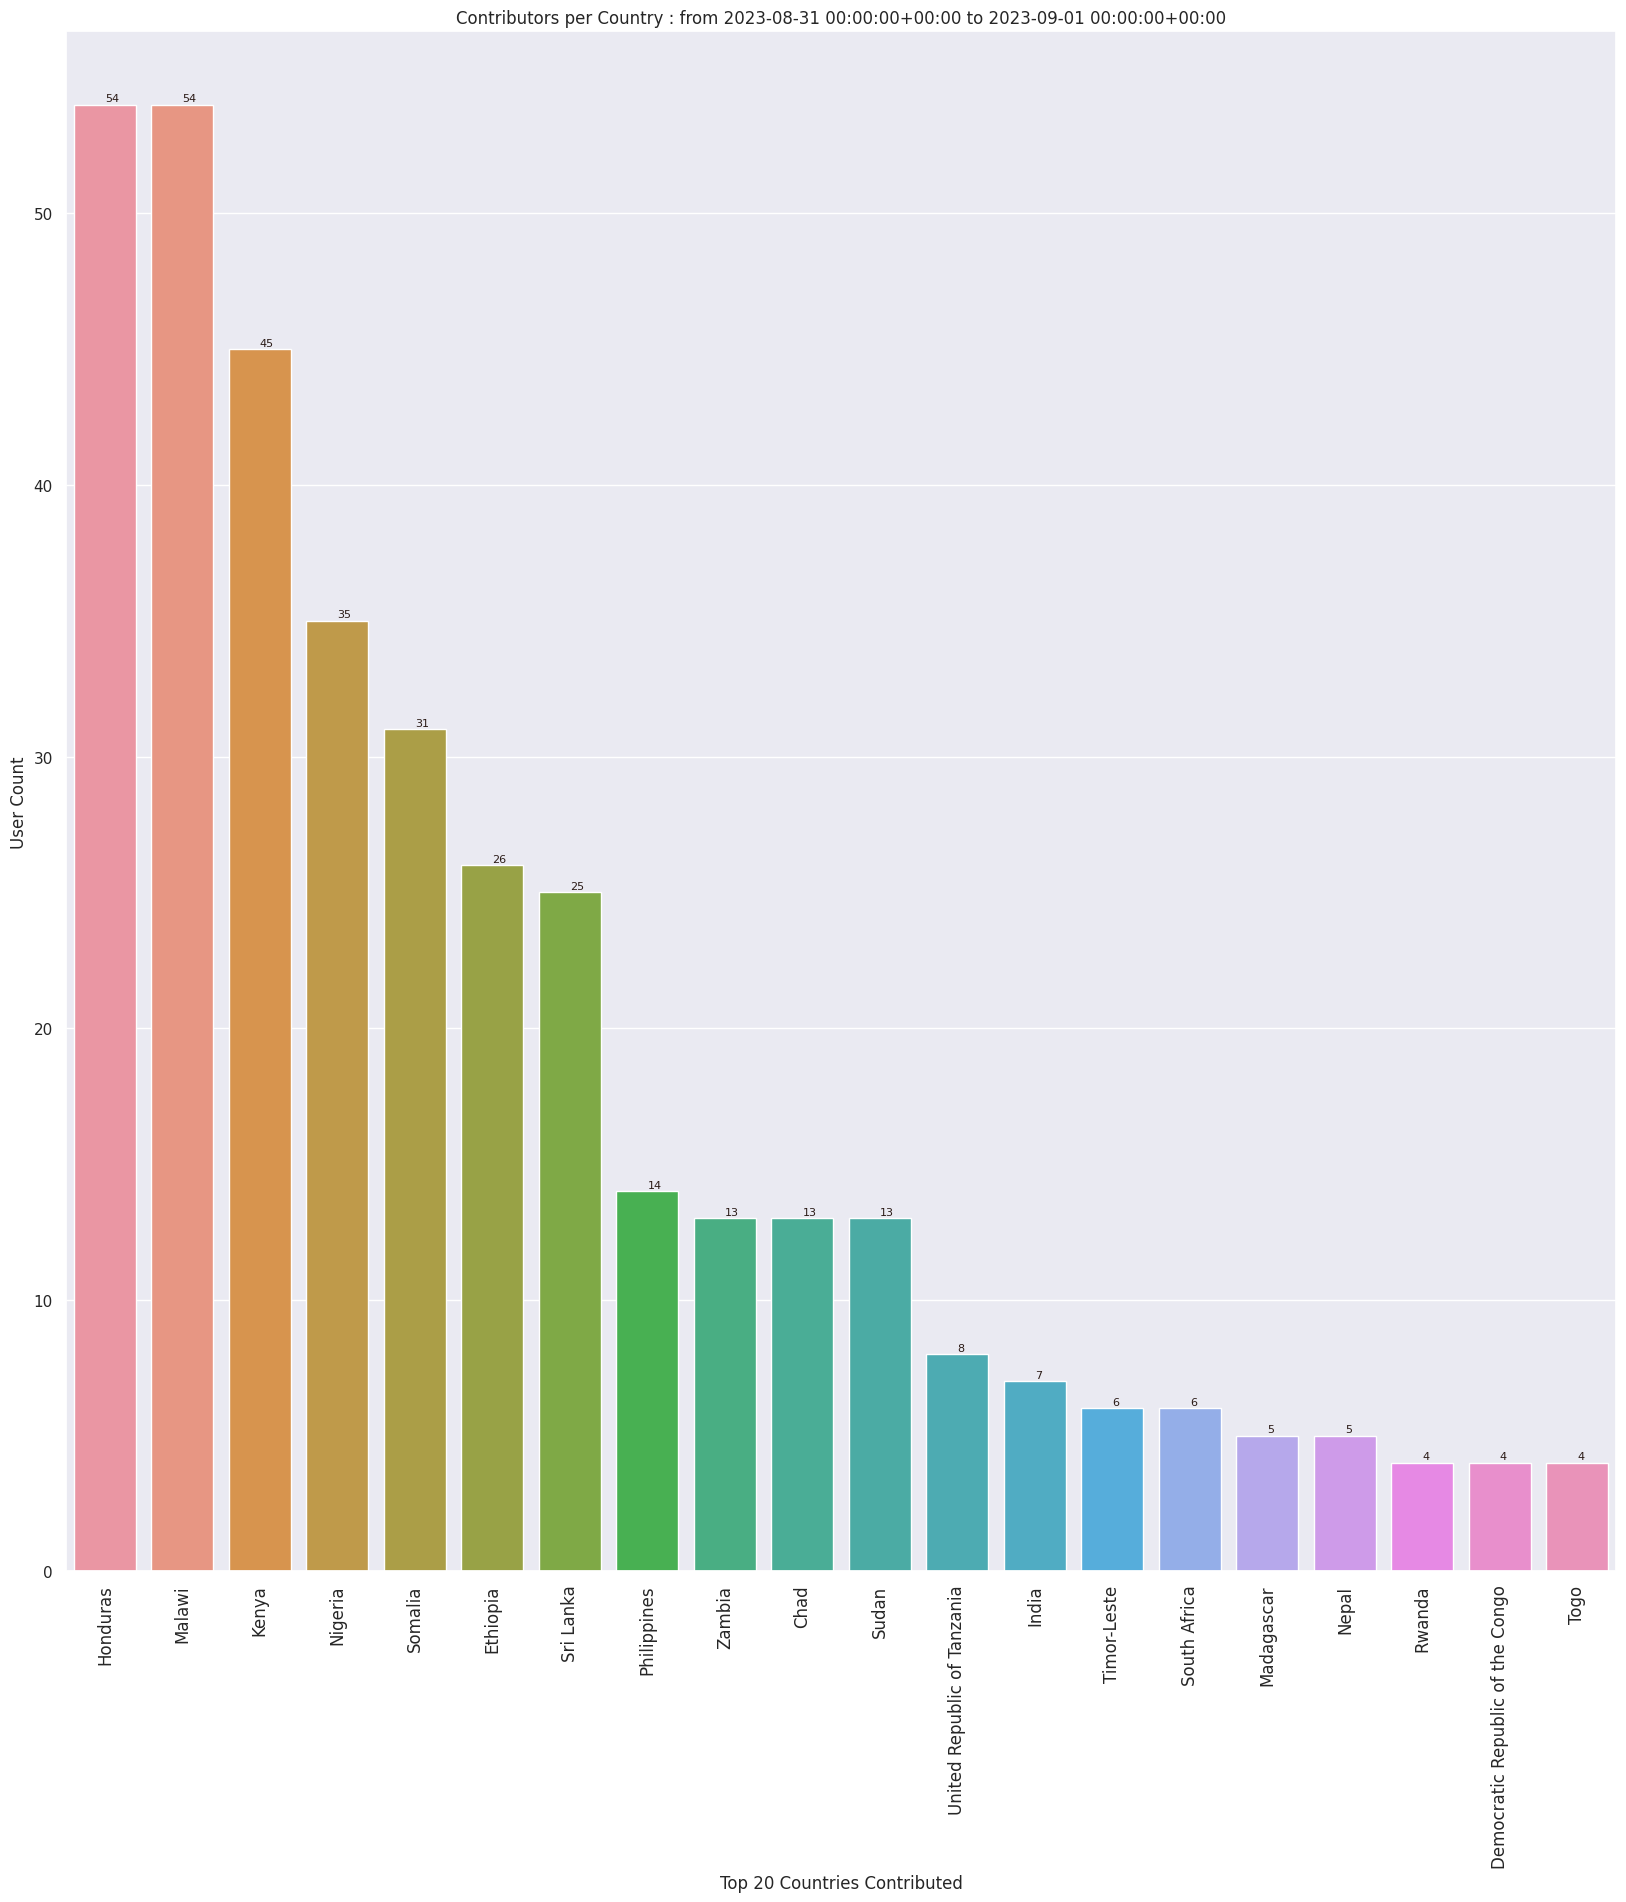 Contributors per Country : from 2023-08-31 00:00:00+00:00 to 2023-09-01 00:00:00+00:00
54
54
45
35
31
26
25
14
13
13
13
8
7
6
6
5
5
4
4
4
50
40
30
20
10
0
User Count
Honduras
Malawi
Kenya
Nigeria
Somalia
Ethiopia
Sri Lanka
Philippines
Zambia
Chad
Sudan
United Republic of Tanzania
India
Timor-Leste
South Africa
Madagascar
Nepal
Rwanda
Democratic Republic of the Congo
Togo
Top 20 Countries Contributed